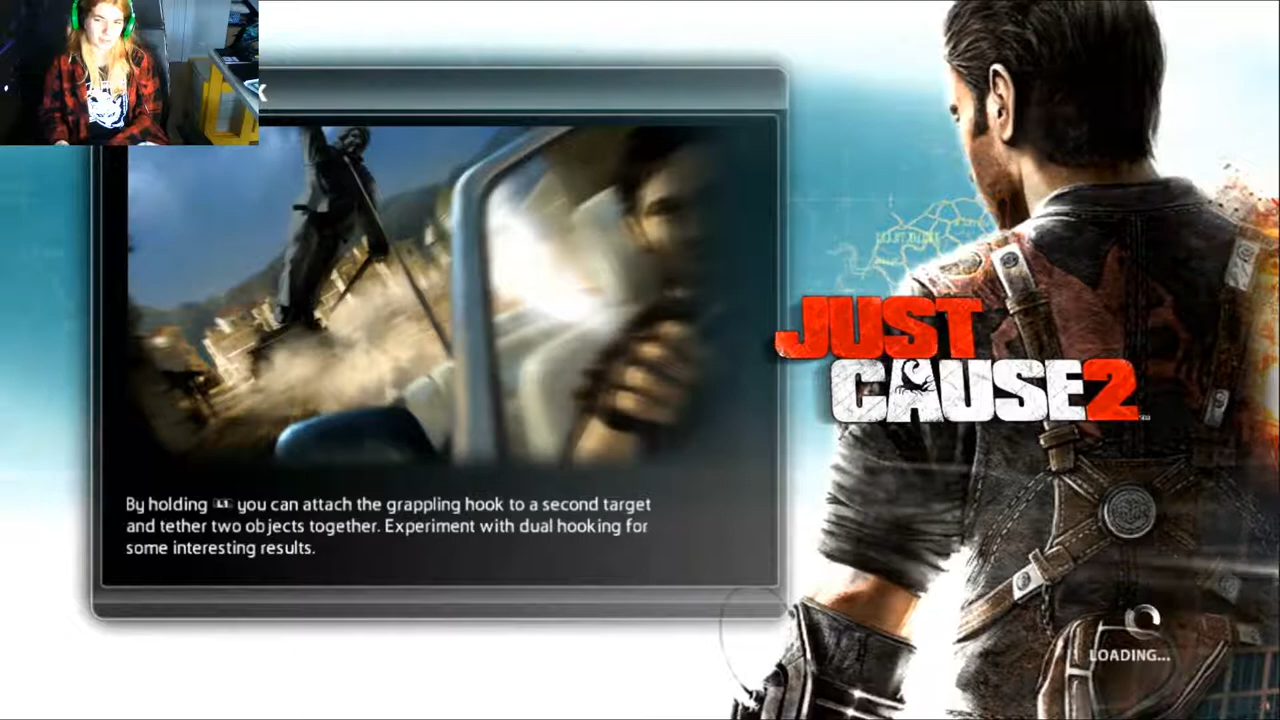 By holding L1 you can attach the grappling hook to a second target
and tether two objects together. Experiment with dual hooking for
some interesting results.
JUST
CAUSE2
LOADING...